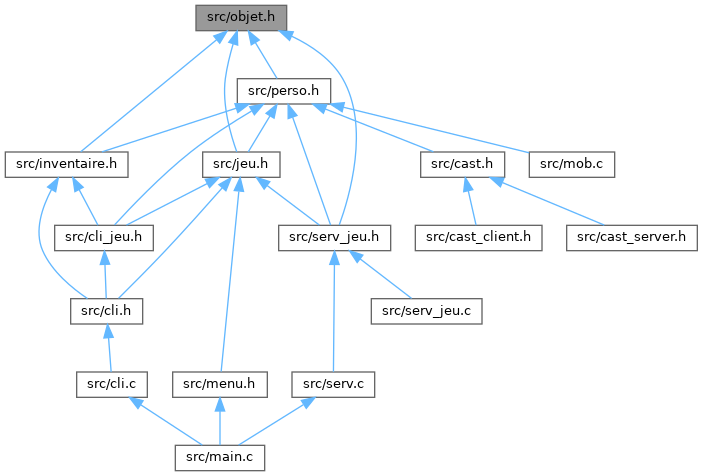 src/objet.h
src/perso.h
src/inventaire.h
src/jeu.h
src/cast.h
src/mob.c
src/cli_jeu.h
src/serv_jeu.h
src/cast_client.h
src/cast_server.h
src/cli.h
src/serv_jeu.c
src/cli.c
src/menu.h
src/serv.c
src/main.c